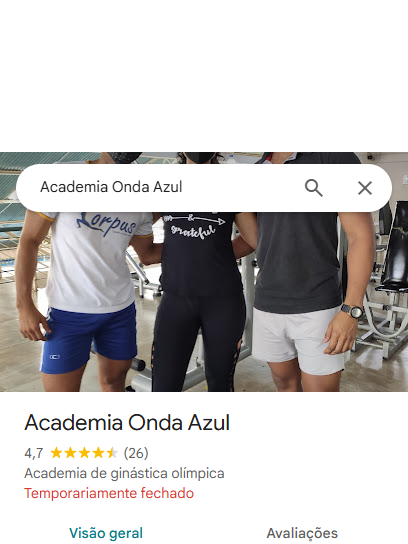 Academia Onda Azul
Korpus
&
grateful
Academia Onda Azul
4,7 (26)
Academia de ginástica olímpica
Temporariamente fechado
Visão geral
Avaliações